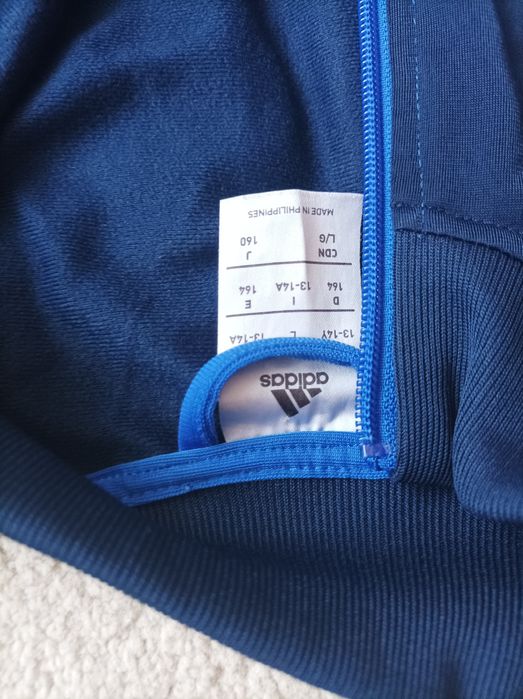 adidas
13-14Y L 13-14A
D I E
164 13-14A 164
CDN J
L/G 160
MADE IN PHILIPPINES